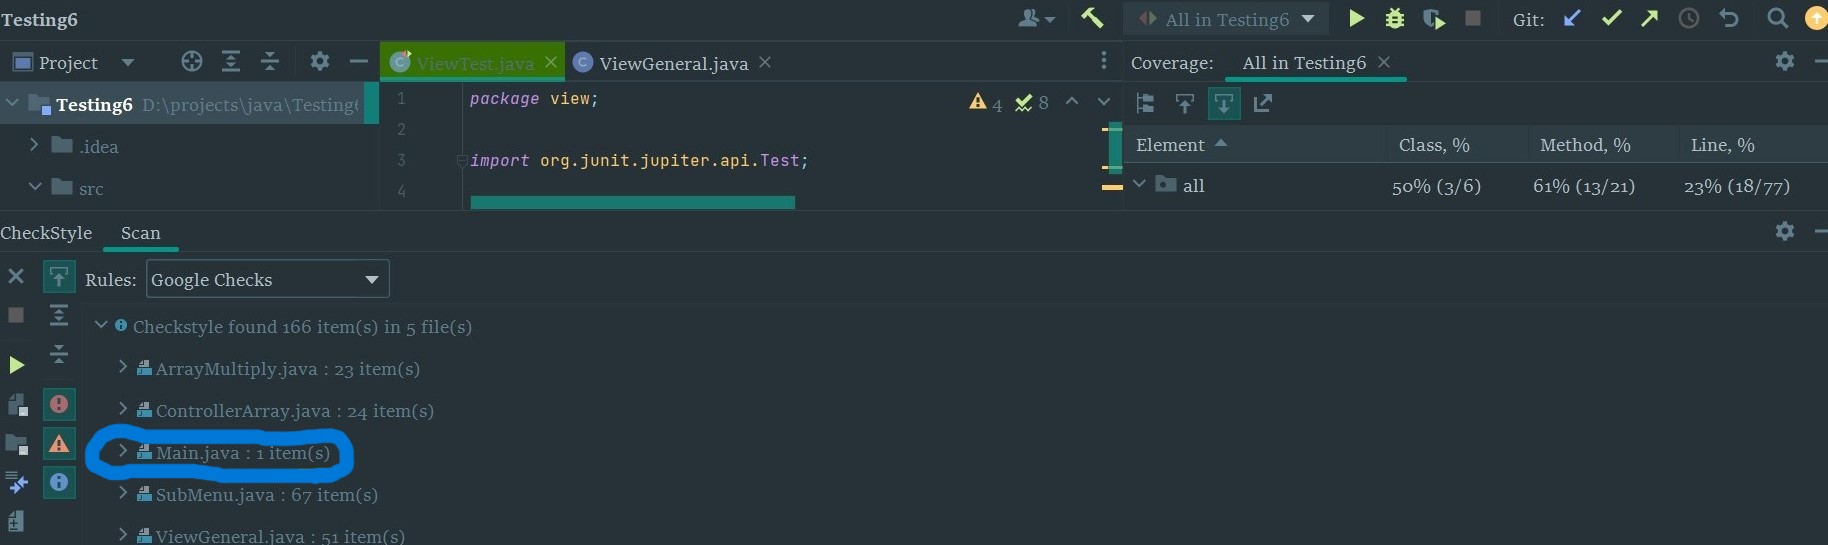 Testing6
All in Testing6
Git:
Project
ViewTest.java
ViewGeneral.java
Coverage:
All in Testing6
Testing6 D:\projects\java\Testing6
1 package view;
4 8
2
Element Class, % Method, % Line, %
.idea
3 import org.junit.jupiter.api.Test;
src
4
all 50% (3/6) 61% (13/21) 23% (18/77)
CheckStyle Scan
Rules: Google Checks
Checkstyle found 166 item(s) in 5 file(s)
ArrayMultiply.java : 23 item(s)
ControllerArray.java : 24 item(s)
Main.java : 1 item(s)
SubMenu.java : 67 item(s)
ViewGeneral.java : 51 item(s)